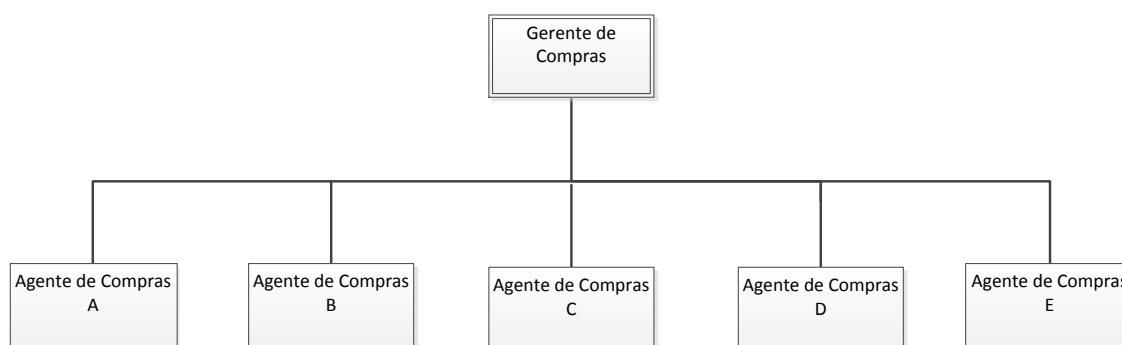 Gerente de
Compras
Agente de Compras
A
Agente de Compras
B
Agente de Compras
C
Agente de Compras
D
Agente de Compras
E